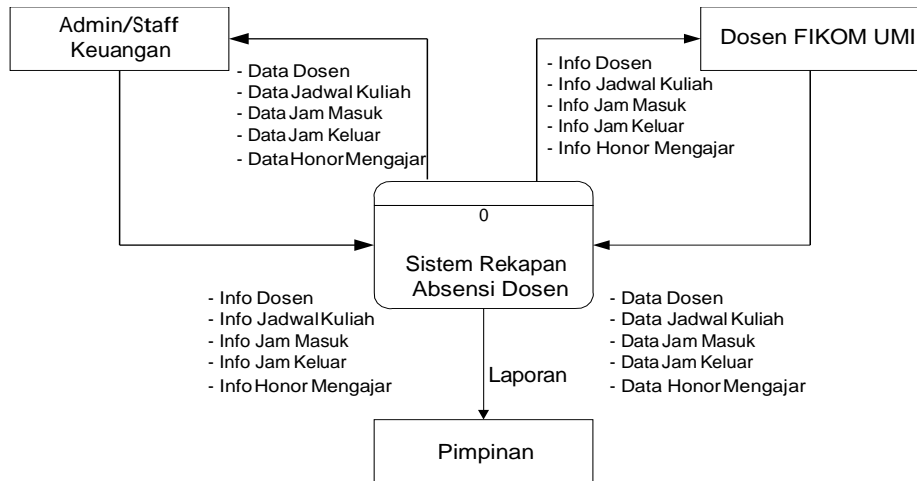 Admin/Staff
Keuangan
Dosen FIKOM UMI
- Data Dosen
- Data Jadwal Kuliah
- Data Jam Masuk
- Data Jam Keluar
- Data Honor Mengajar
- Info Dosen
- Info Jadwal Kuliah
- Info Jam Masuk
- Info Jam Keluar
- Info Honor Mengajar
0
Sistem Rekapan
Absensi Dosen
- Info Dosen
- Info Jadwal Kuliah
- Info Jam Masuk
- Info Jam Keluar
- Info Honor Mengajar
- Data Dosen
- Data Jadwal Kuliah
- Data Jam Masuk
- Data Jam Keluar
- Data Honor Mengajar
Laporan
Pimpinan